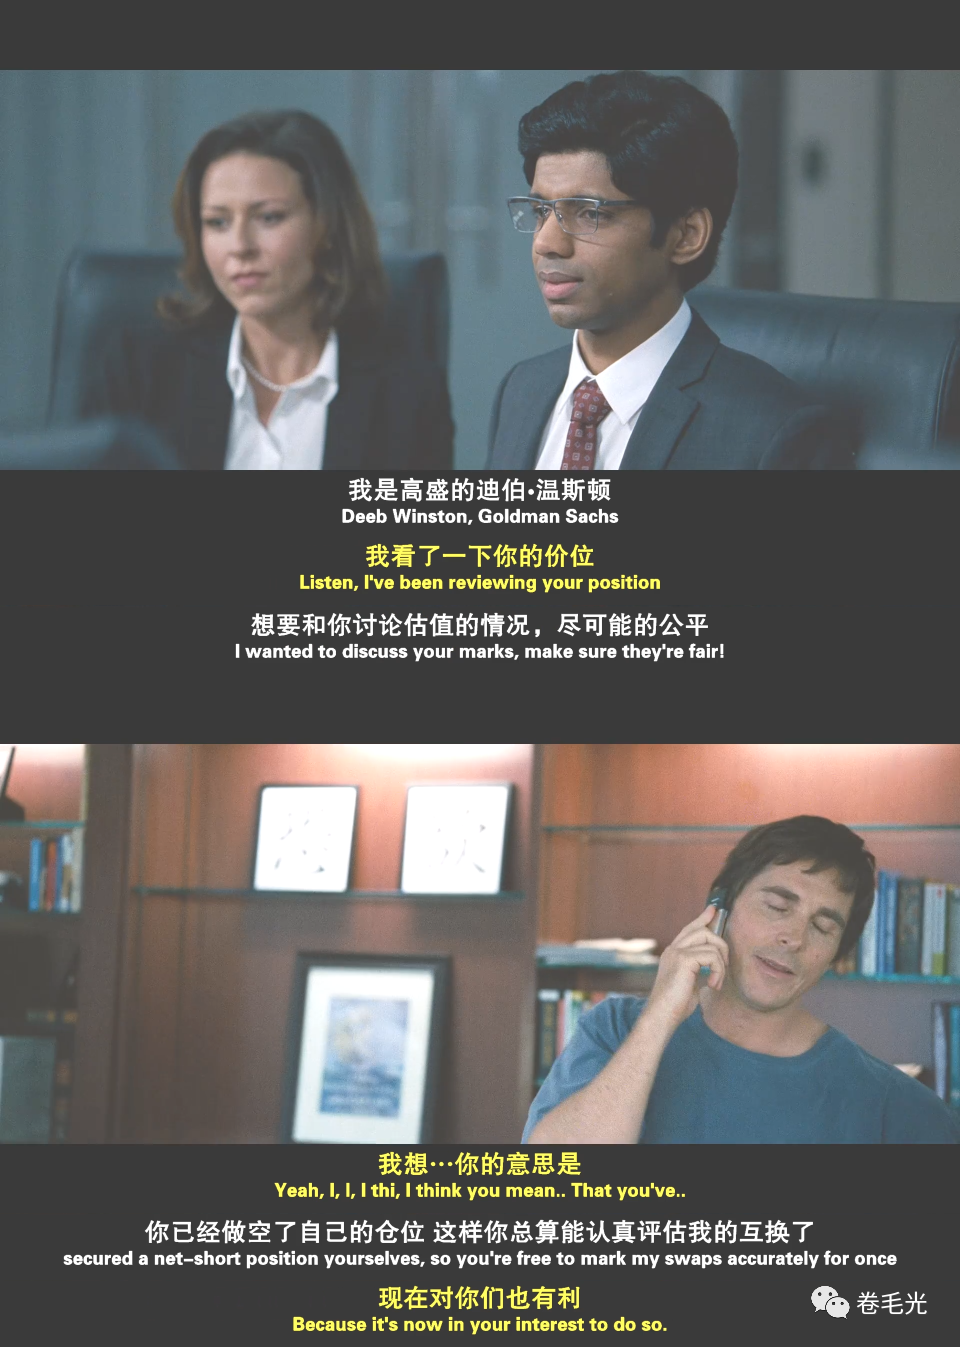 我是高盛的迪伯·温斯顿
Deeb Winston, Goldman Sachs
我看了一下你的价位
Listen, I've been reviewing your position
想要和你讨论估值的情况，尽可能的公平
I wanted to discuss your marks, make sure they're fair!
我想…你的意思是
Yeah, I, I, I thi, I think you mean.. That you've..
你已经做空了自己的仓位 这样你总算能认真评估我的互换了
secured a net-short position yourselves, so you're free to mark my swaps accurately for once
现在对你们也有利
Because it's now in your interest to do so.
卷毛光